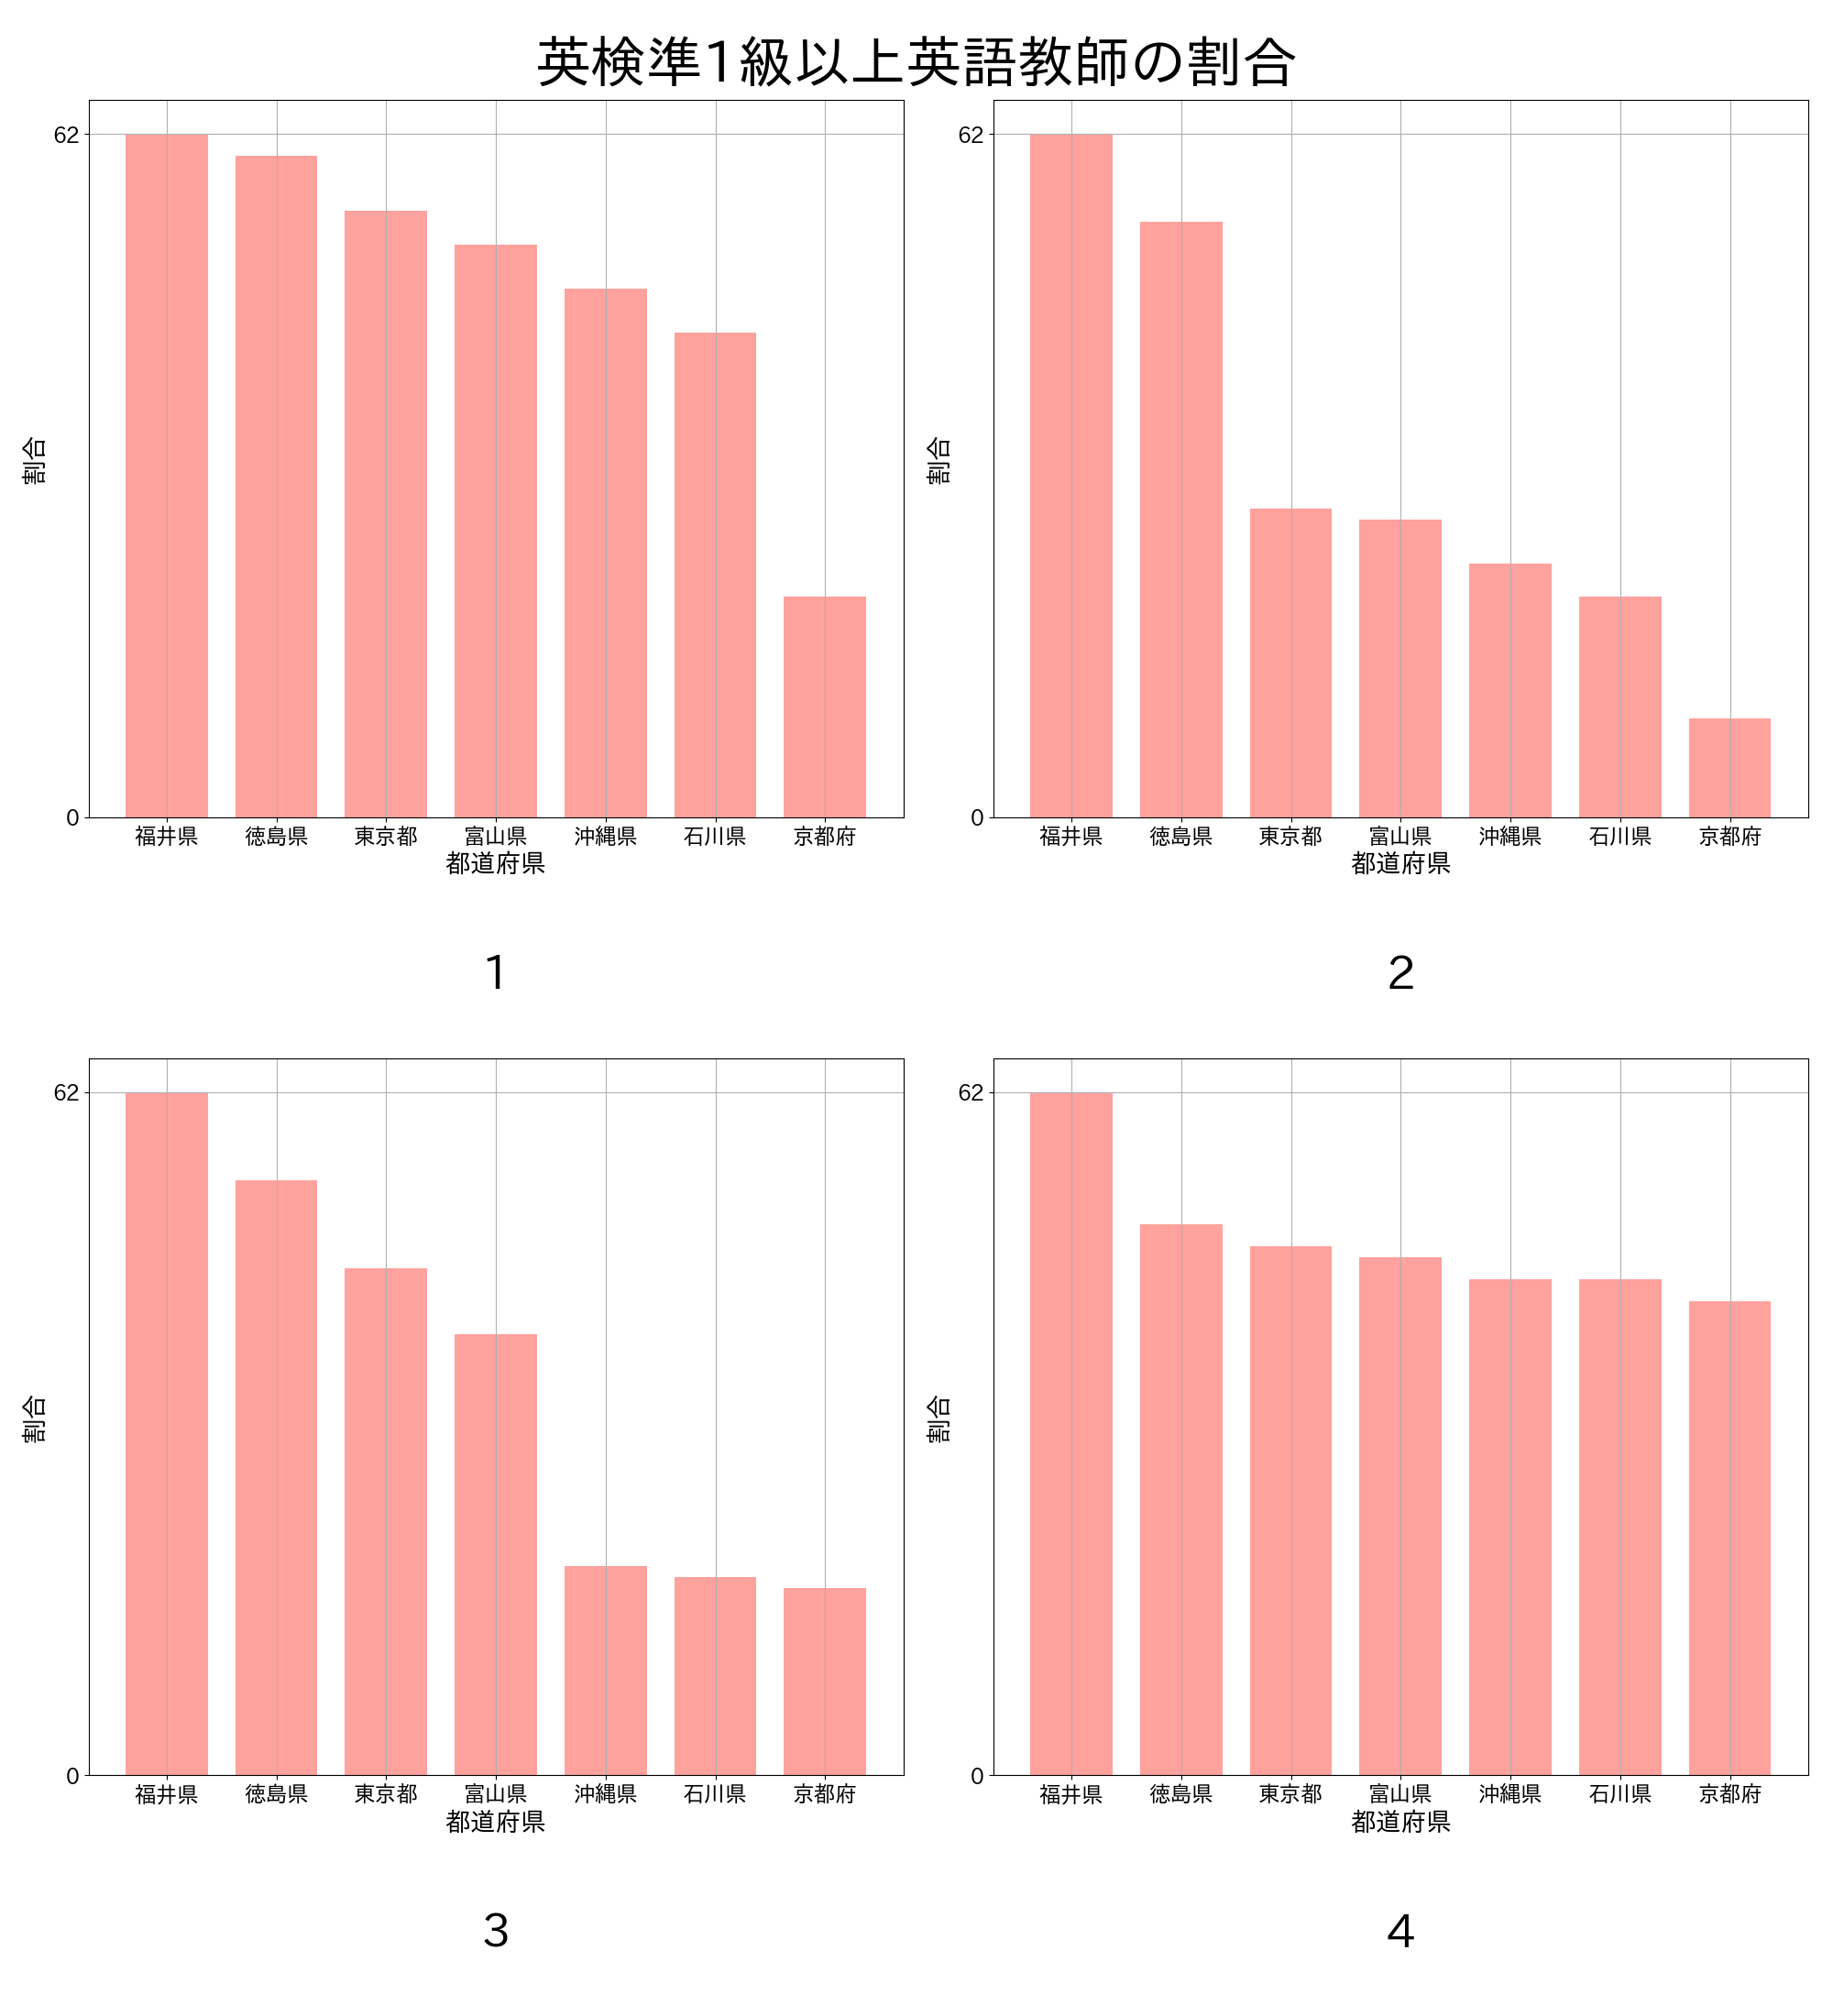 英検準1級以上英語教師の割合
62
0
割合
福井県 徳島県 東京都 富山県 沖縄県 石川県 京都府
都道府県
1
62
0
割合
福井県 徳島県 東京都 富山県 沖縄県 石川県 京都府
都道府県
2
62
0
割合
福井県 徳島県 東京都 富山県 沖縄県 石川県 京都府
都道府県
3
62
0
割合
福井県 徳島県 東京都 富山県 沖縄県 石川県 京都府
都道府県
4